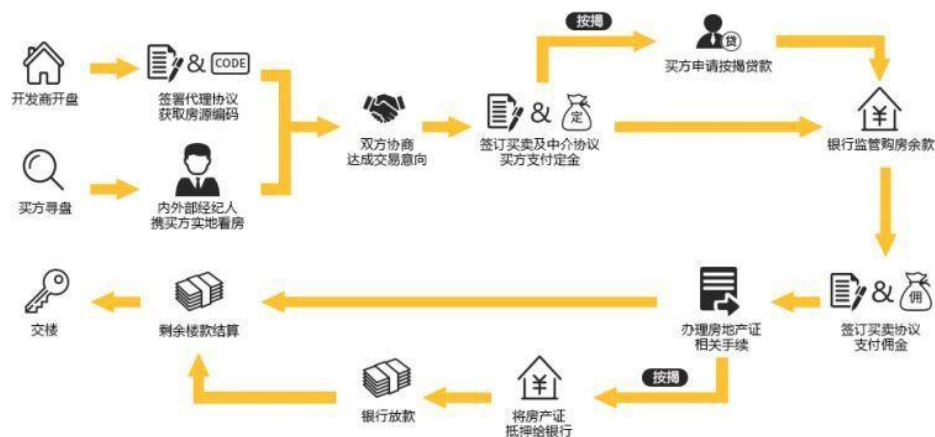 按揭
贷
买方申请按揭贷款
开发商开盘
& CODE
签署代理协议
获取房源编码
双方协商
达成交易意向
& 定
签订买卖及中介协议
买方支付定金
¥
银行监管购房余款
买方寻盘
内外部经纪人
携买方实地看房
交楼
剩余楼款结算
办理房地产证
相关手续
& 佣
签订买卖协议
支付佣金
按揭
银行放款
¥
将房产证
抵押给银行